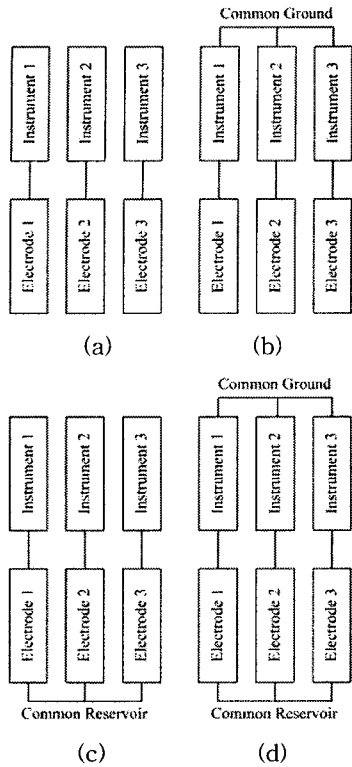 Common Ground
Instrument 1
Instrument 2
Instrument 3
Instrument 1
Instrument 2
Instrument 3
Electrode 1
Electrode 2
Electrode 3
Electrode 1
Electrode 2
Electrode 3
(a)
(b)
Common Ground
Instrument 1
Instrument 2
Instrument 3
Instrument 1
Instrument 2
Instrument 3
Electrode 1
Electrode 2
Electrode 3
Electrode 1
Electrode 2
Electrode 3
Common Reservoir
Common Reservoir
(c)
(d)